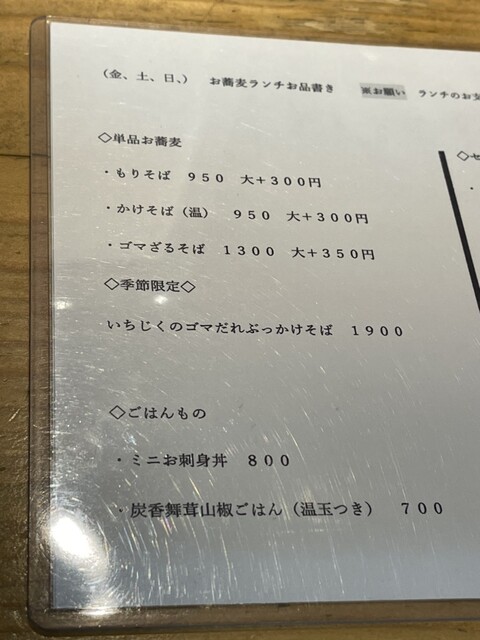 （金、土、日、） お蕎麦ランチお品書き ※お願い ランチのお支
◇単品お蕎麦
・もりそば ９５０ 大＋３００円
・かけそば（温） ９５０ 大＋３００円
・ゴマざるそば １３００ 大＋３５０円
◇季節限定◇
いちじくのゴマだれぶっかけそば １９００
◇ごはんもの
・ミニお刺身丼 ８００
・炭香舞茸山椒ごはん（温玉つき） ７００
◇セ
・